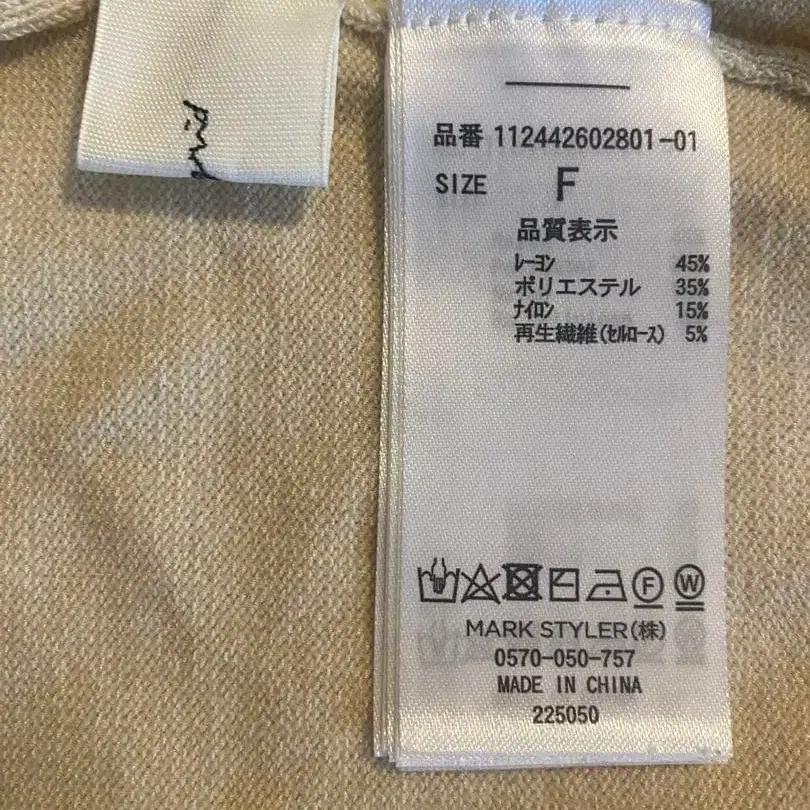 品番 112442602801-01
SIZE F
品質表示
レーヨン 45%
ポリエステル 35%
ナイロン 15%
再生繊維(セルロース) 5%
F W
MARK STYLER(株)
0570-050-757
MADE IN CHINA
225050